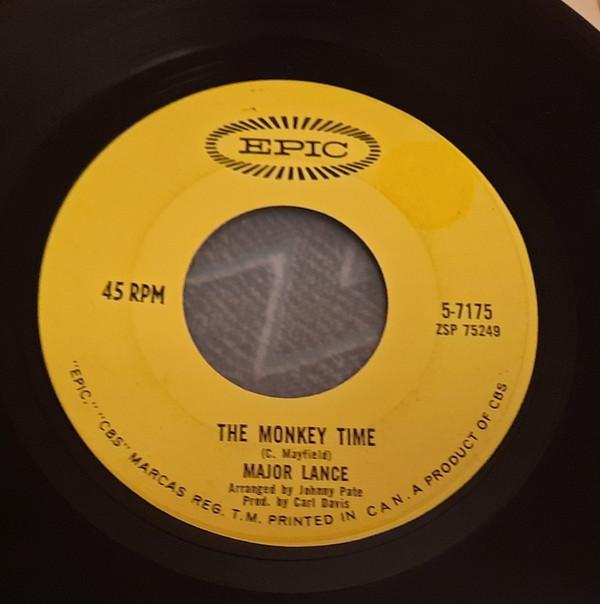 EPIC
45 RPM
5-7175
ZSP 75249
THE MONKEY TIME
(C. Mayfield)
MAJOR LANCE
Arranged by Johnny Pate
Prod. by Carl Davis
"EPIC," "CBS" MARCAS REG. T.M. PRINTED IN CAN. A PRODUCT OF CBS